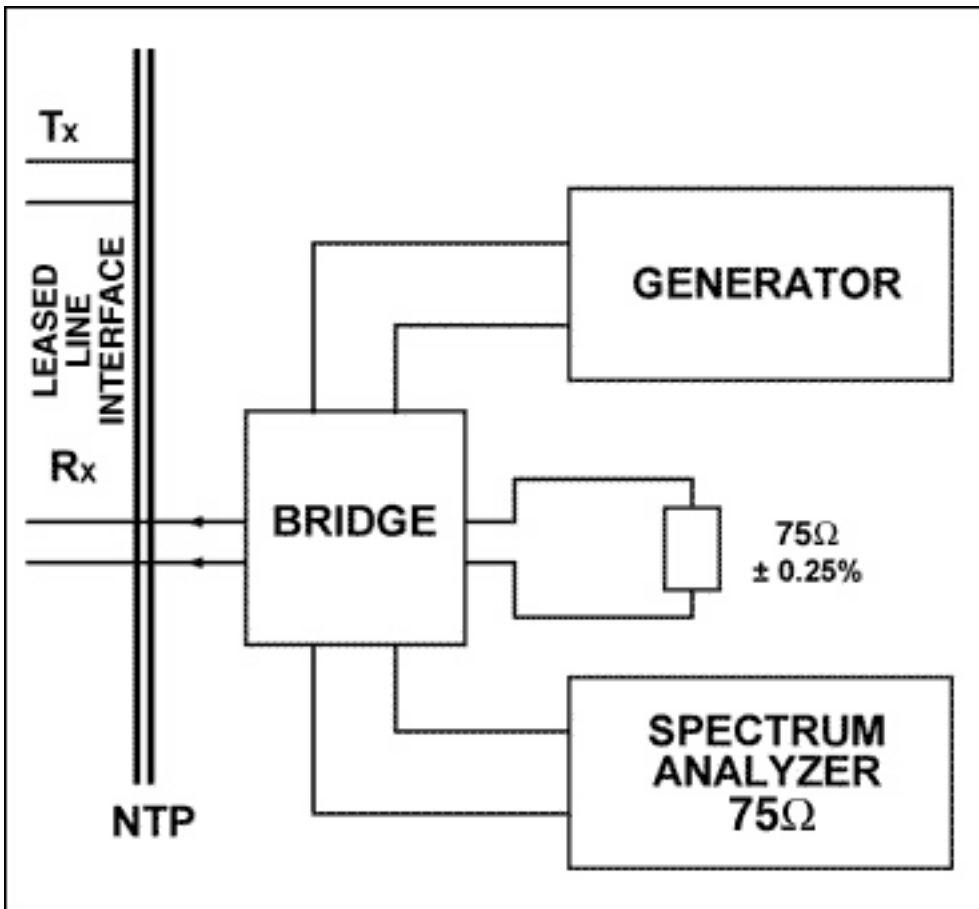 Tx
LEASED
LINE
INTERFACE
Rx
NTP
BRIDGE
GENERATOR
75Ω
± 0.25%
SPECTRUM
ANALYZER
75Ω